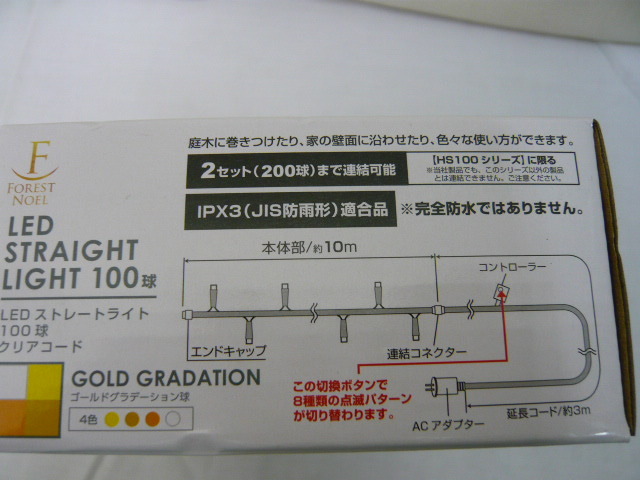 F
FOREST
NOEL
LED
STRAIGHT
LIGHT 100球
LED ストレートライト
100球
クリアコード
GOLD GRADATION
ゴールドグラデーション球
4色
庭木に巻きつけたり、家の壁面に沿わせたり、色々な使い方ができます。
2セット(200球)まで連結可能
【HS100シリーズ】に限る
※当社製品でも、このシリーズ以外の製品
とは連結できません。ご注意ください。
IPX3(JIS防雨形)適合品
※完全防水ではありません。
本体部/約10m
コントローラー
エンドキャップ
連結コネクター
この切換ボタンで
8種類の点滅パターン
が切り替わります。
ACアダプター
延長コード/約3m